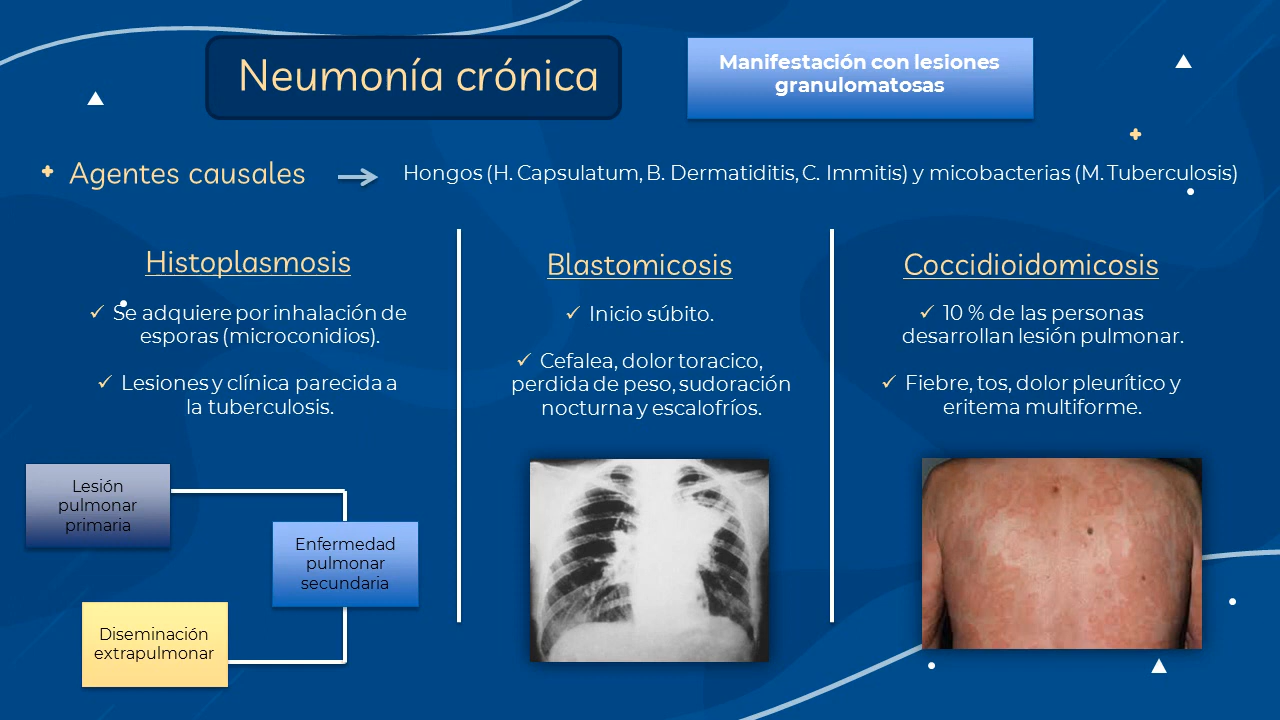 Neumonía crónica
Manifestación con lesiones
granulomatosas
Agentes causales
Hongos (H. Capsulatum, B. Dermatiditis, C. Immitis) y micobacterias (M. Tuberculosis)
Histoplasmosis
✓ Se adquiere por inhalación de
esporas (microconidios).
✓ Lesiones y clínica parecida a
la tuberculosis.
Lesión
pulmonar
primaria
Enfermedad
pulmonar
secundaria
Diseminación
extrapulmonar
Blastomicosis
✓ Inicio súbito.
✓ Cefalea, dolor toracico,
perdida de peso, sudoración
nocturna y escalofríos.
Coccidioidomicosis
✓ 10 % de las personas
desarrollan lesión pulmonar.
✓ Fiebre, tos, dolor pleurítico y
eritema multiforme.